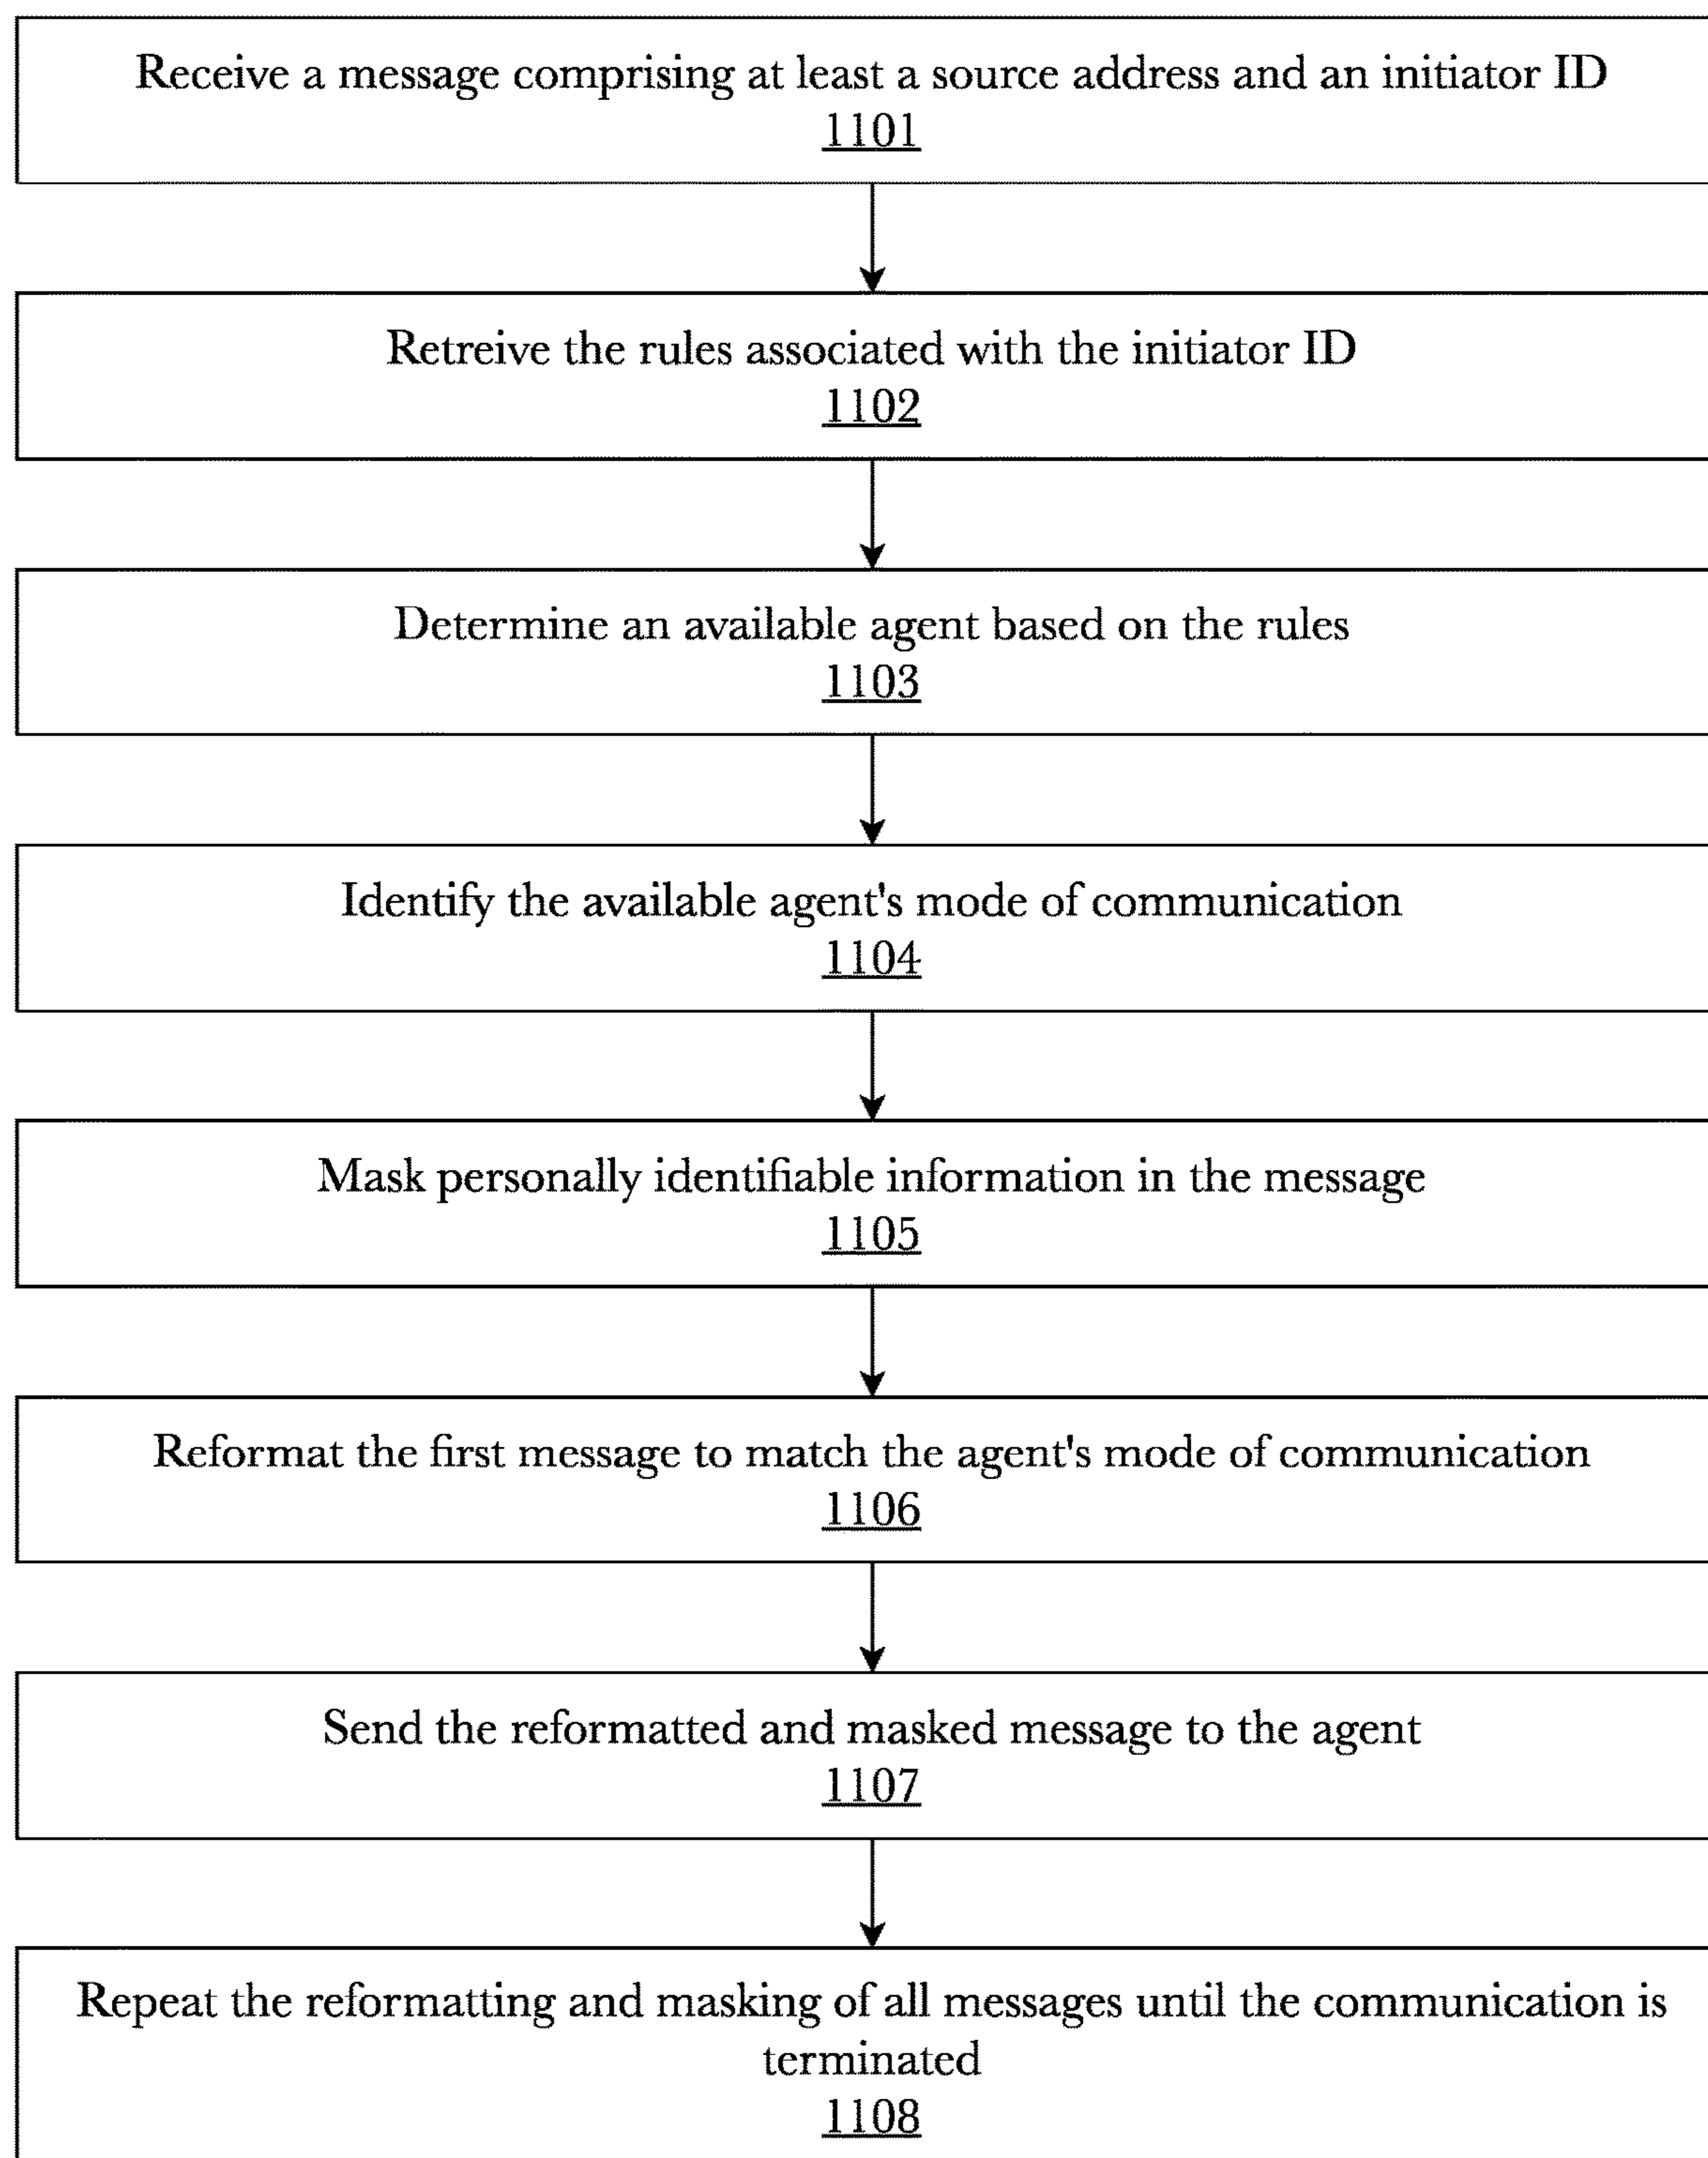 Receive a message comprising at least a source address and an initiator ID
1101
Retreive the rules associated with the initiator ID
1102
Determine an available agent based on the rules
1103
Identify the available agent's mode of communication
1104
Mask personally identifiable information in the message
1105
Reformat the first message to match the agent's mode of communication
1106
Send the reformatted and masked message to the agent
1107
Repeat the reformatting and masking of all messages until the communication is
terminated
1108